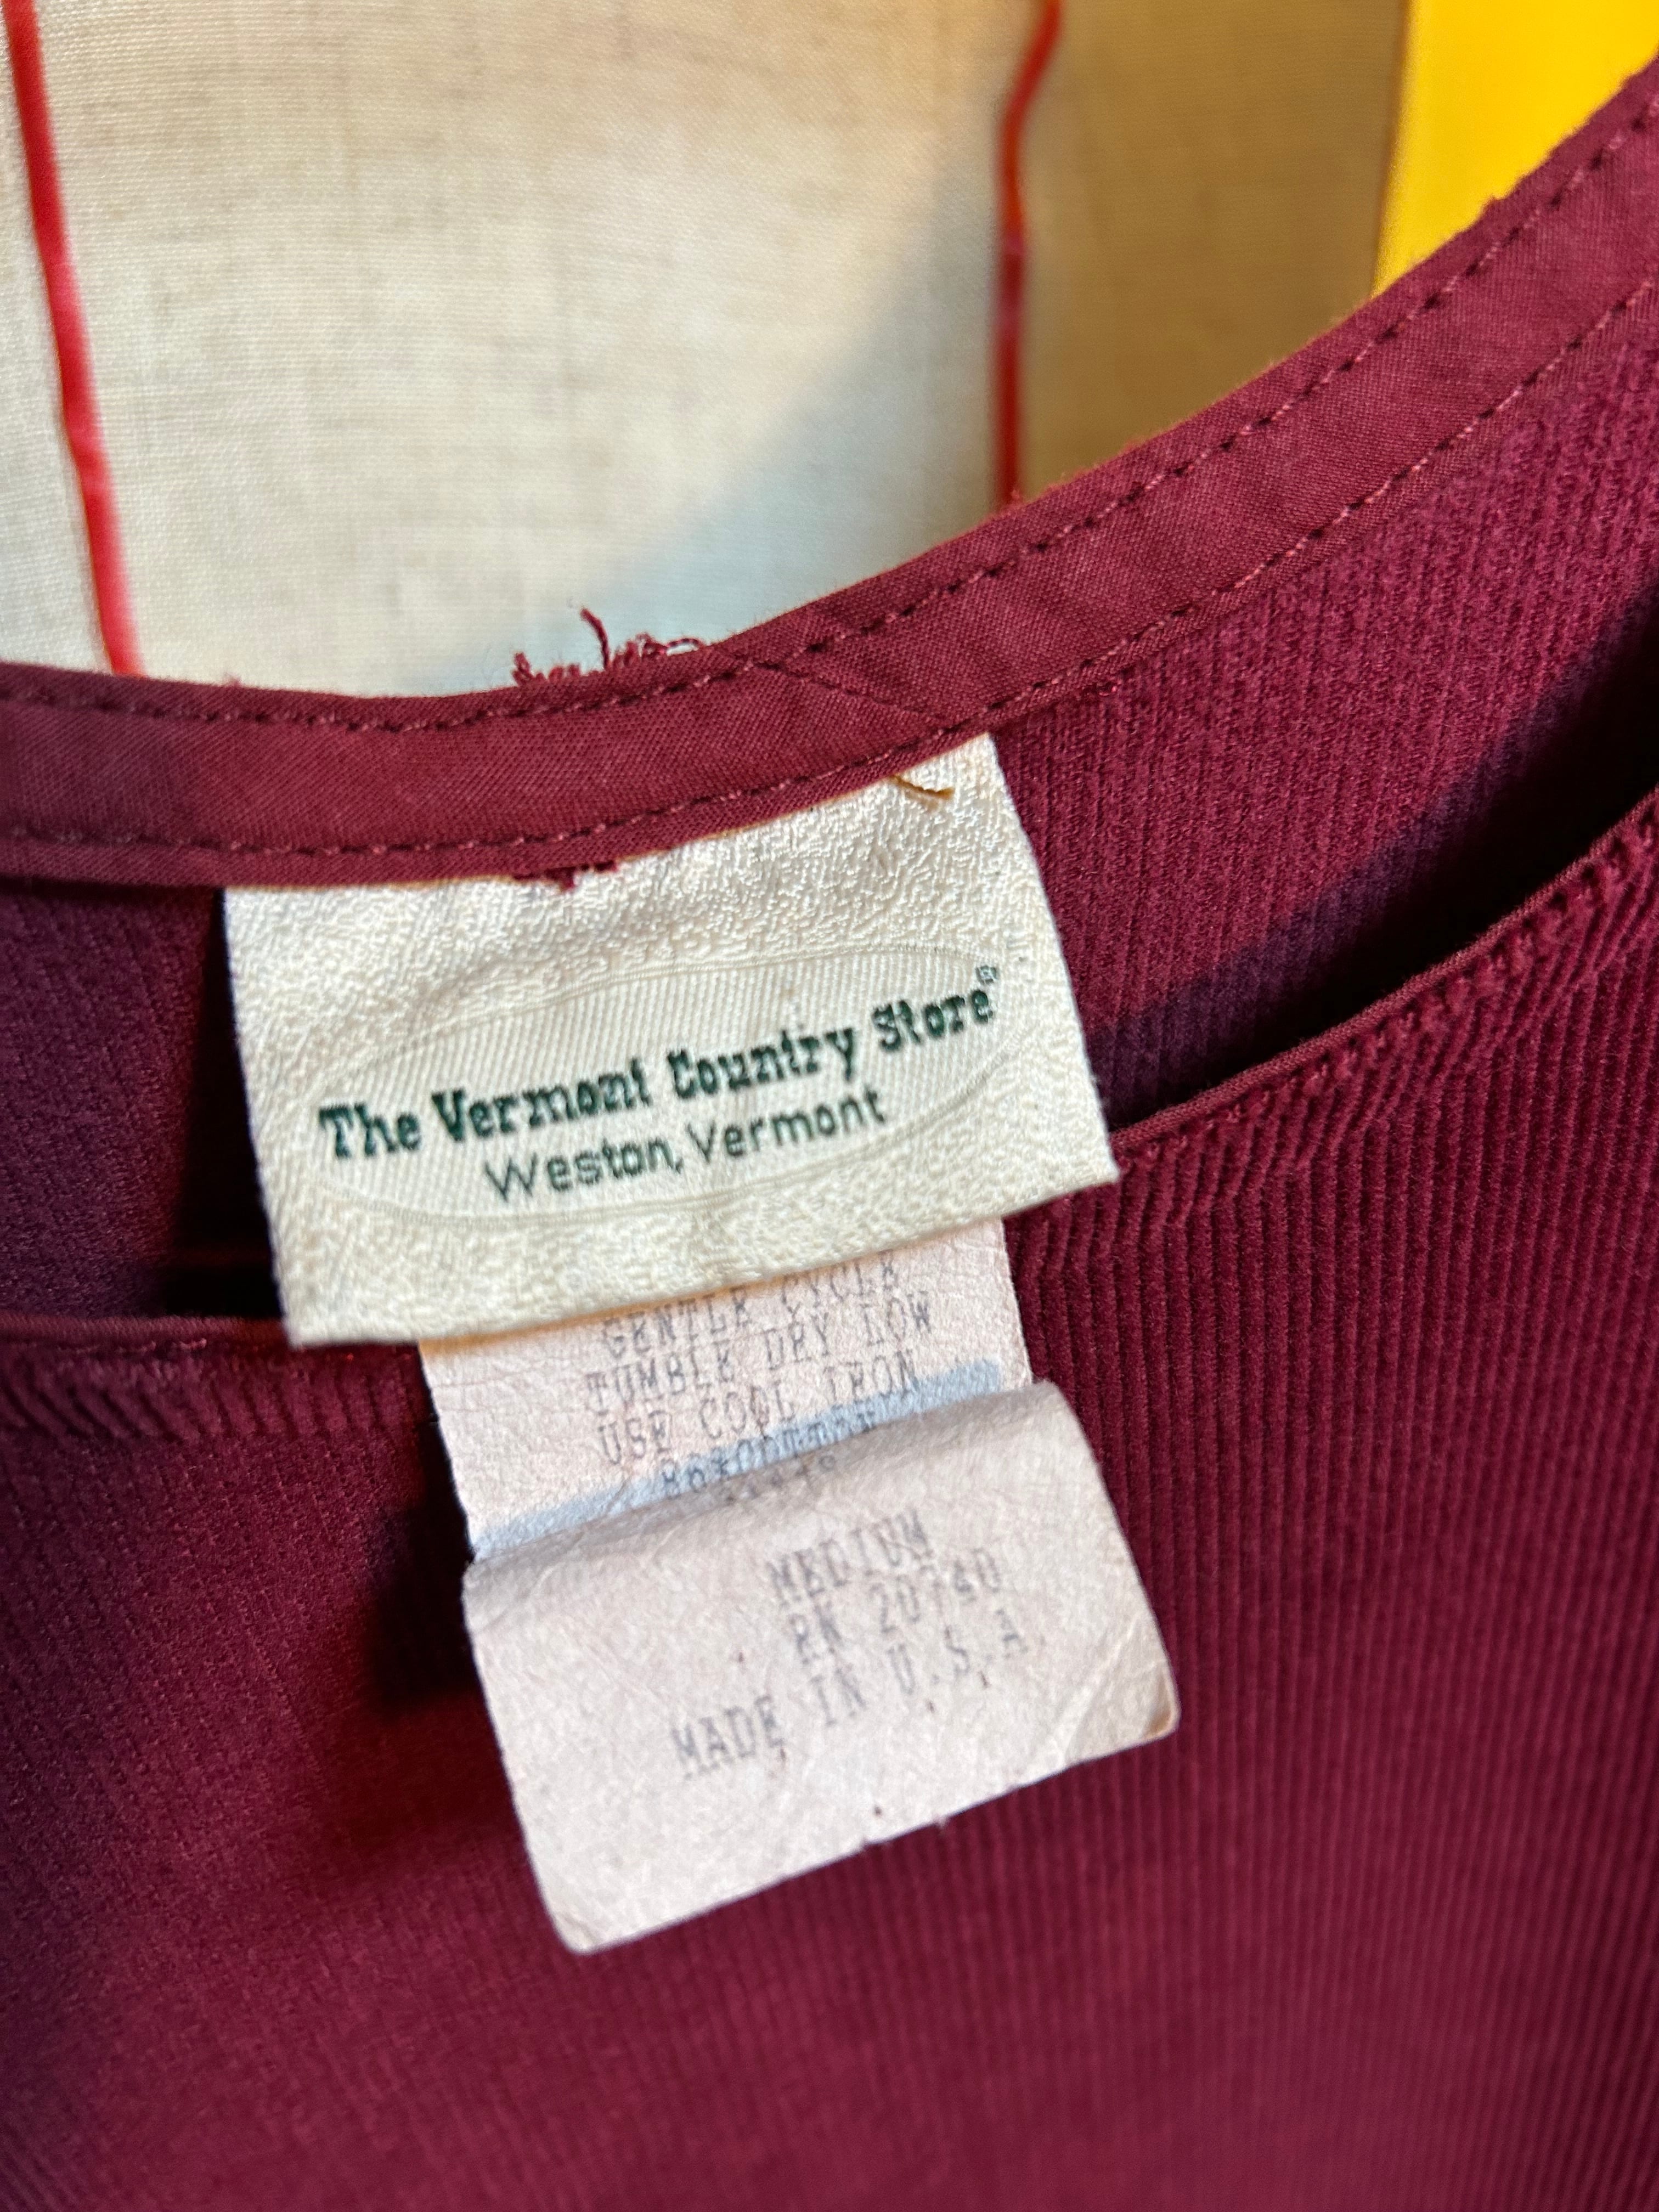 The Vermont Country Store®
Weston, Vermont
GENTLE CYCLE
TUMBLE DRY LOW
USE COOL IRON
MEDIUM
RN 20740
MADE IN U.S.A